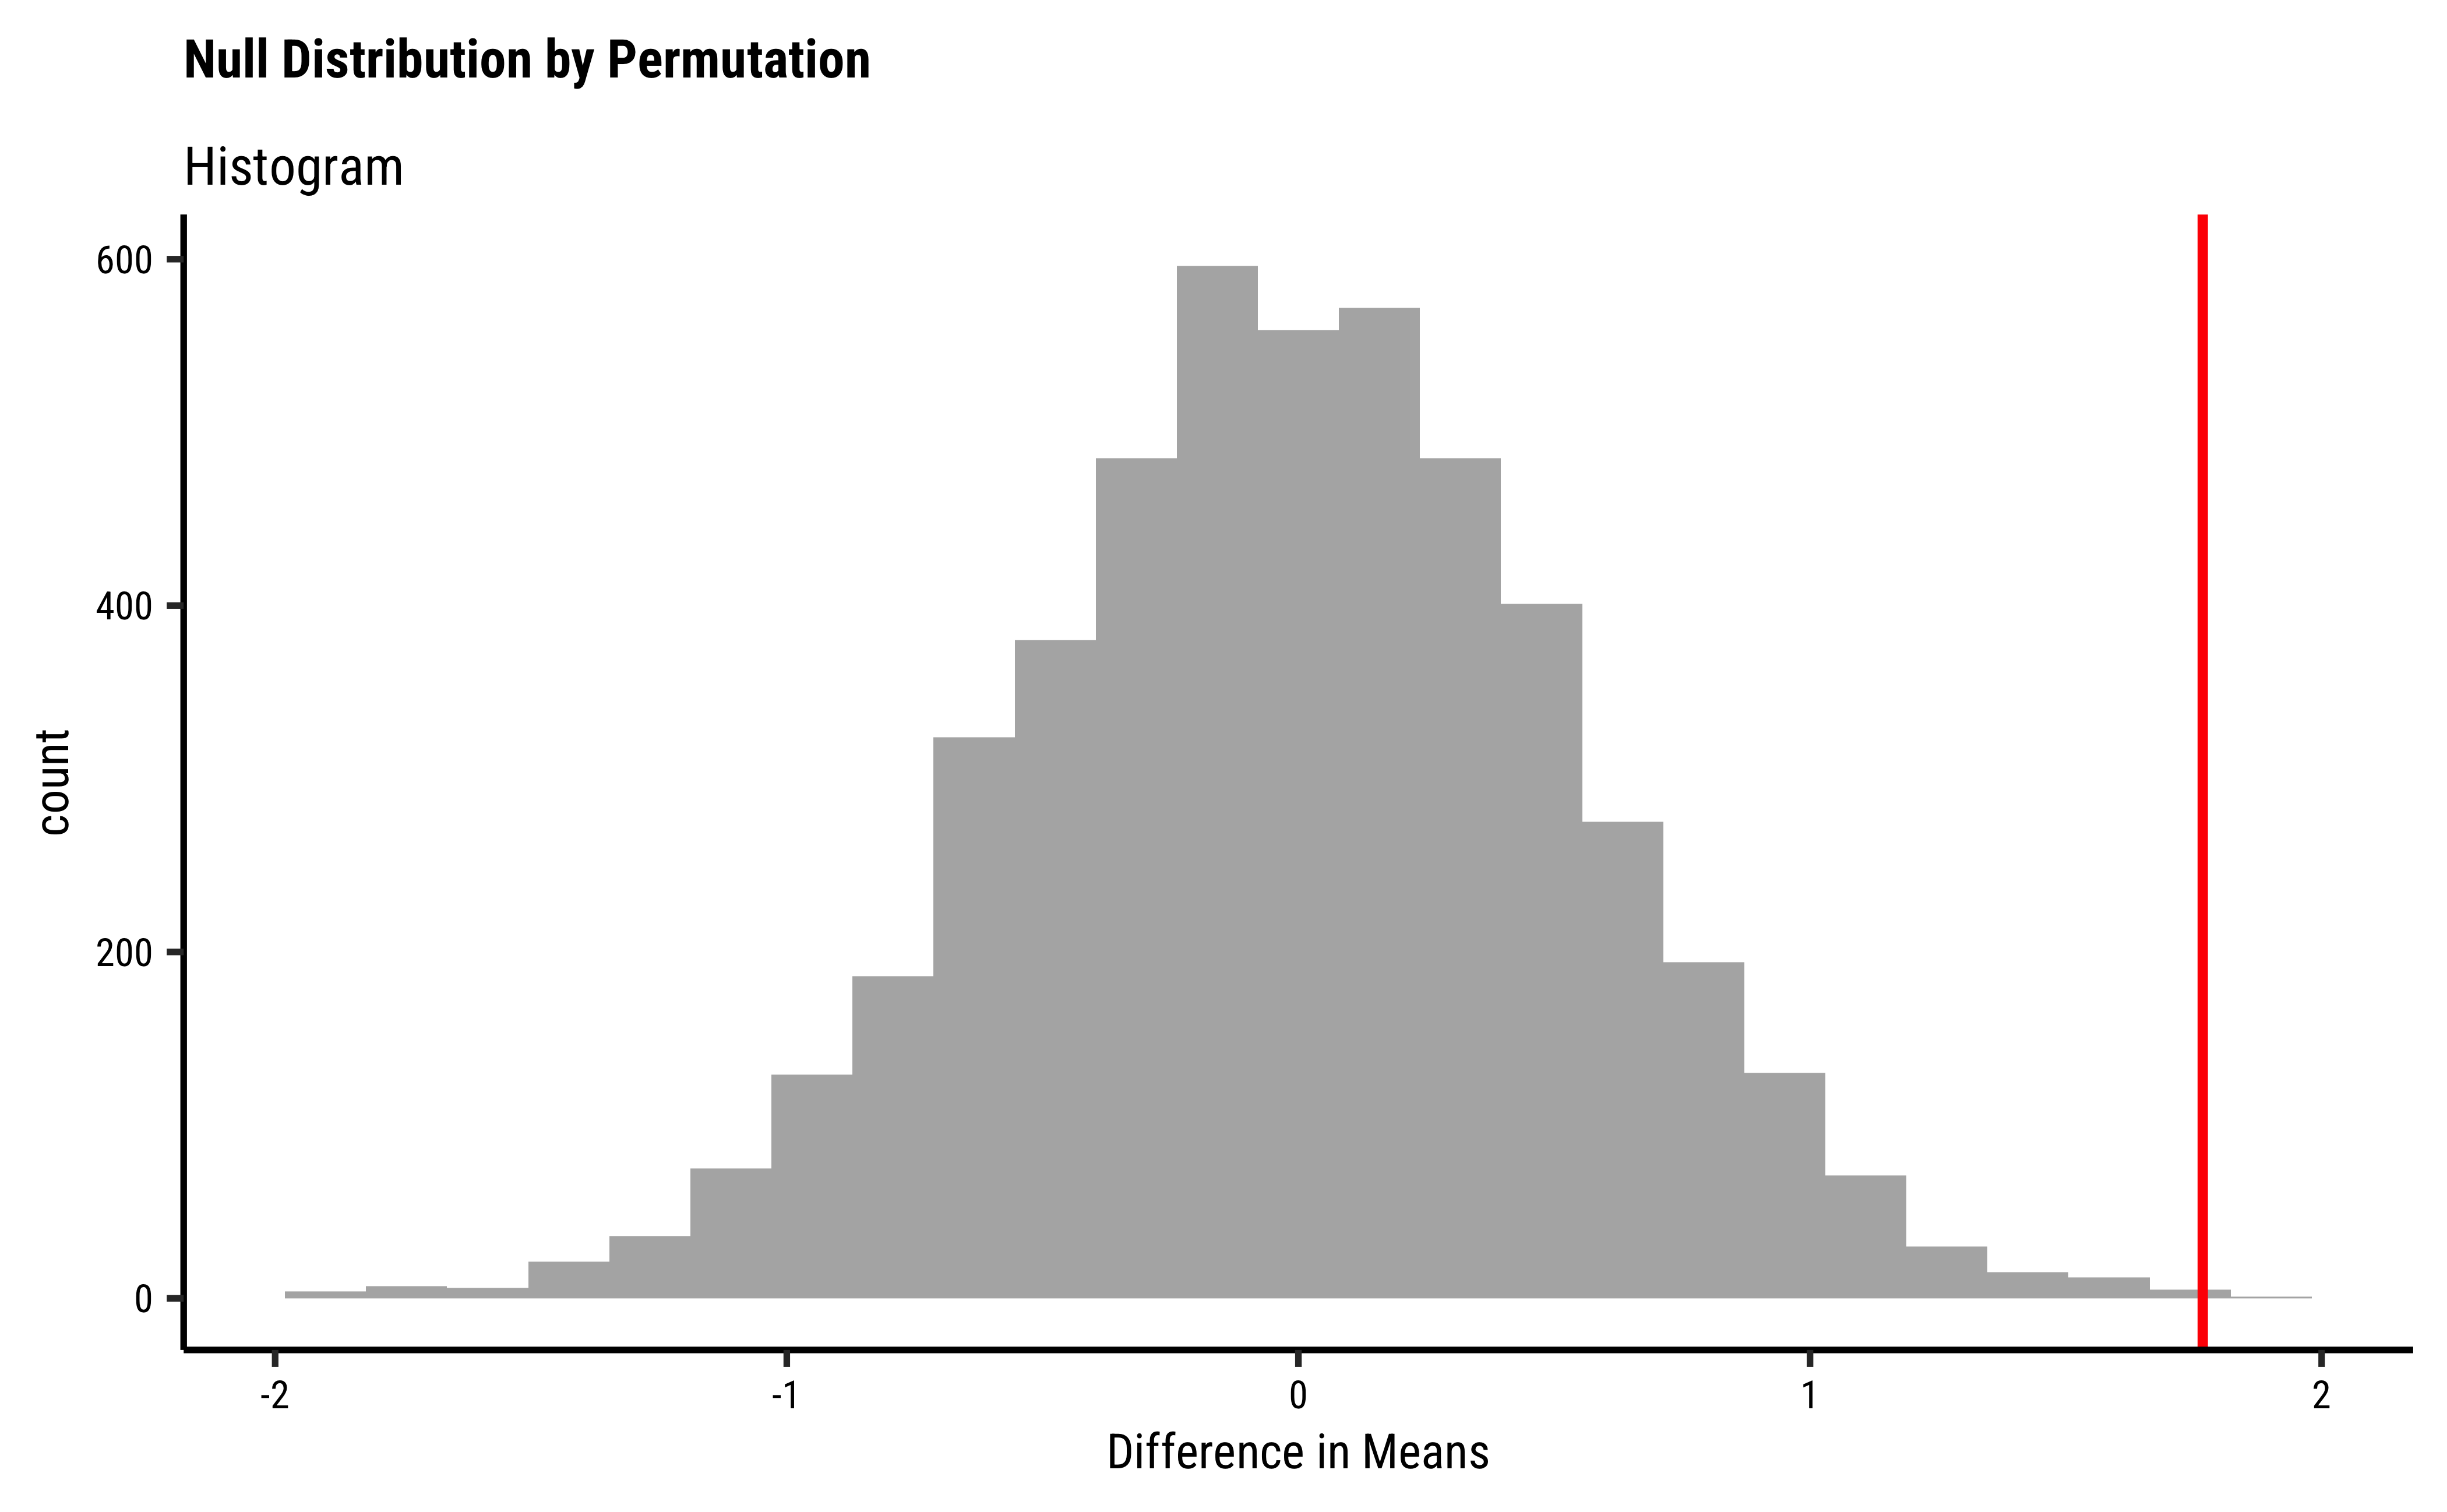 Null Distribution by Permutation
Histogram
600
400
200
0
count
-2
-1
0
1
2
Difference in Means